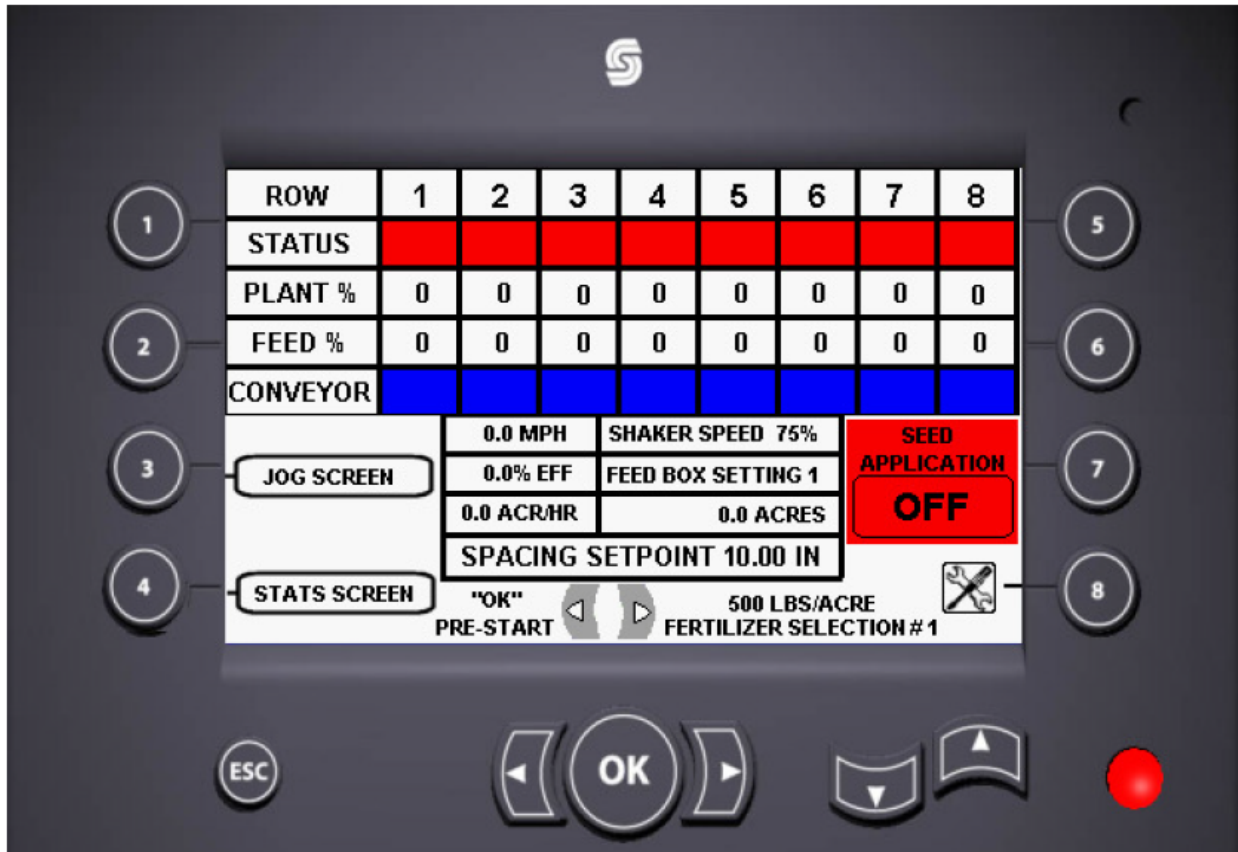 ROW 1 2 3 4 5 6 7 8
STATUS
PLANT % 0 0 0 0 0 0 0 0
FEED % 0 0 0 0 0 0 0 0
CONVEYOR
0.0 MPH SHAKER SPEED 75%
0.0% EFF FEED BOX SETTING 1
0.0 ACR/HR 0.0 ACRES
SPACING SETPOINT 10.00 IN
SEED
APPLICATION
OFF
JOG SCREEN
STATS SCREEN
"OK"
PRE-START
500 LBS/ACRE
FERTILIZER SELECTION # 1
1
2
3
4
5
6
7
8
ESC
OK